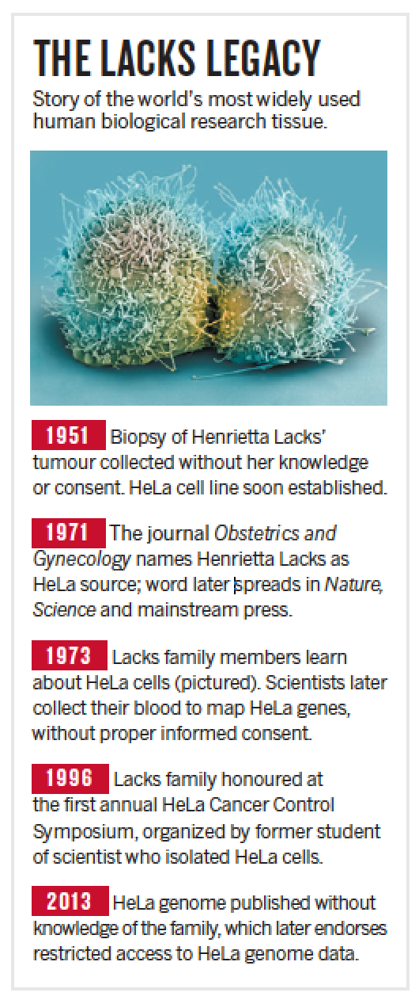 THE LACKS LEGACY
Story of the world's most widely used
human biological research tissue.
1951 Biopsy of Henrietta Lacks'
tumour collected without her knowledge
or consent. HeLa cell line soon established.
1971 The journal Obstetrics and
Gynecology names Henrietta Lacks as
HeLa source; word later spreads in Nature,
Science and mainstream press.
1973 Lacks family members learn
about HeLa cells (pictured). Scientists later
collect their blood to map HeLa genes,
without proper informed consent.
1996 Lacks family honoured at
the first annual HeLa Cancer Control
Symposium, organized by former student
of scientist who isolated HeLa cells.
2013 HeLa genome published without
knowledge of the family, which later endorses
restricted access to HeLa genome data.